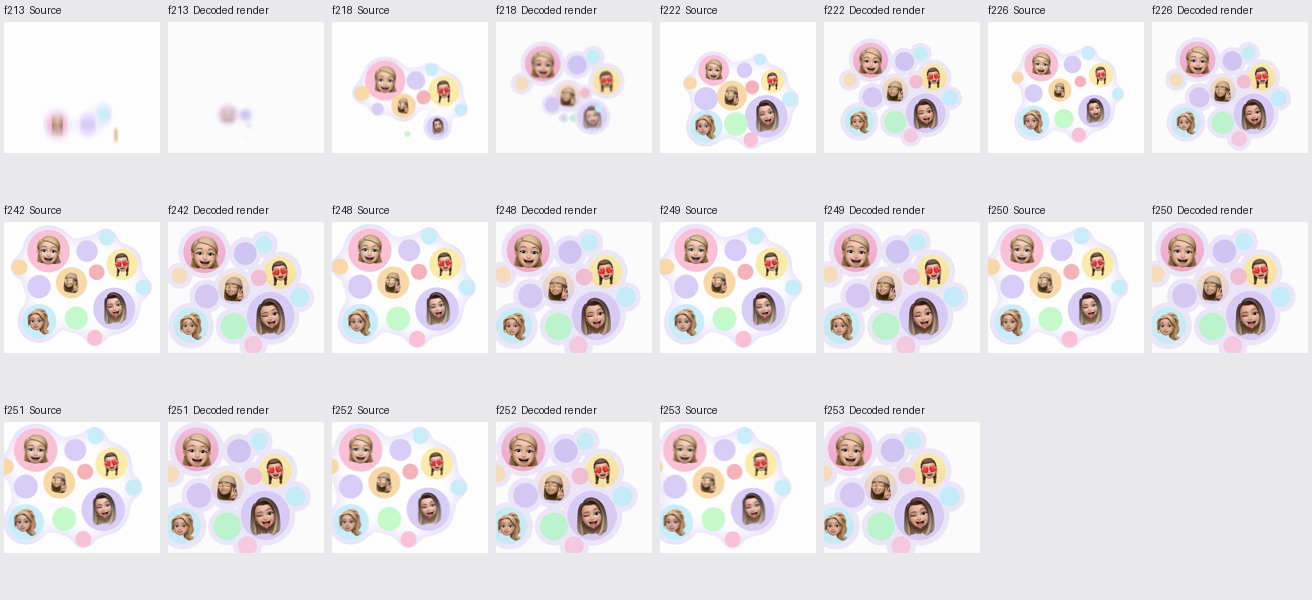 f213 Source
f213 Decoded render
f218 Source
f218 Decoded render
f222 Source
f222 Decoded render
f226 Source
f226 Decoded render
f242 Source
f242 Decoded render
f248 Source
f248 Decoded render
f249 Source
f249 Decoded render
f250 Source
f250 Decoded render
f251 Source
f251 Decoded render
f252 Source
f252 Decoded render
f253 Source
f253 Decoded render